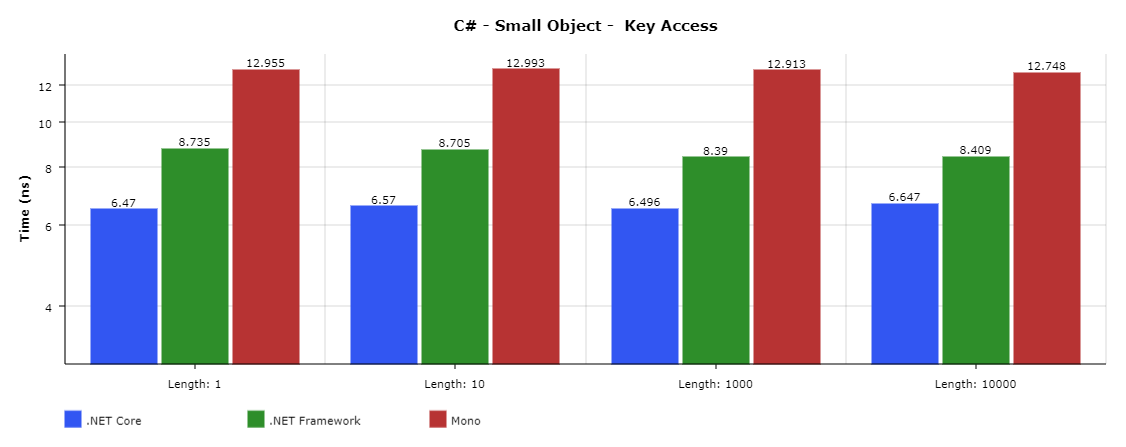 C# - Small Object -  Key Access
Time (ns)
12
10
8
6
4
6.47
8.735
12.955
6.57
8.705
12.993
6.496
8.39
12.913
6.647
8.409
12.748
Length: 1
Length: 10
Length: 1000
Length: 10000
.NET Core
.NET Framework
Mono